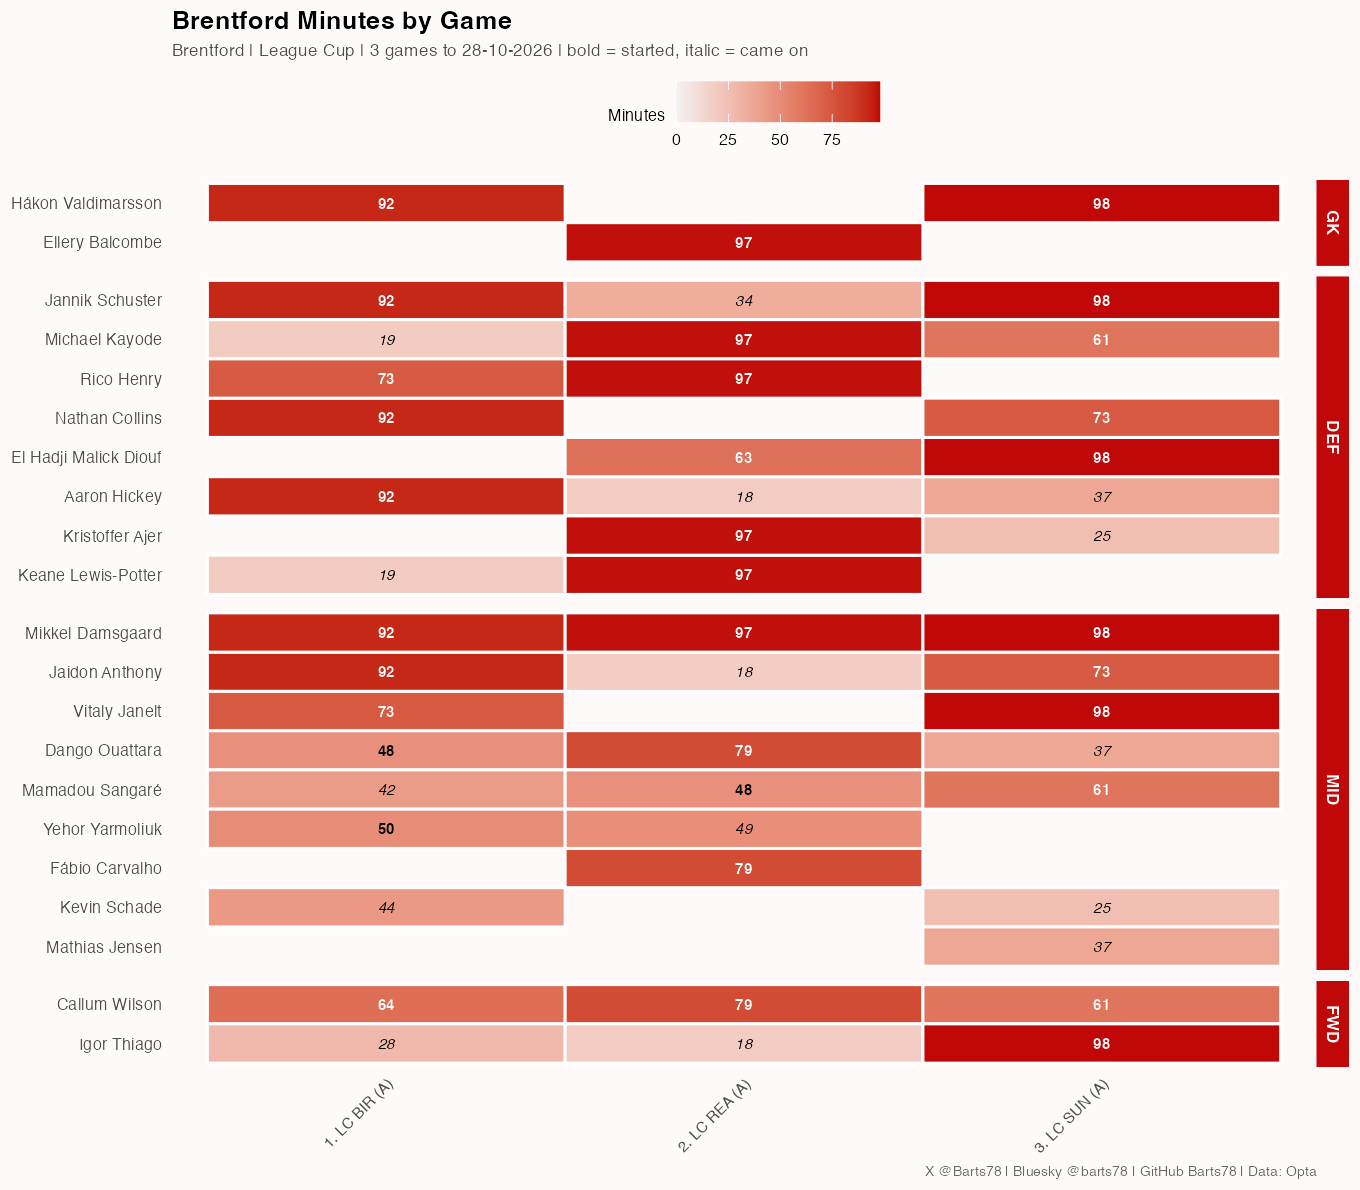 Brentford Minutes by Game
Brentford | League Cup | 3 games to 28-10-2026 | bold = started, italic = came on
Minutes
0 25 50 75
Hákon Valdimarsson 92 98
Ellery Balcombe 97
GK
Jannik Schuster 92 34 98
Michael Kayode 19 97 61
Rico Henry 73 97
Nathan Collins 92 73
El Hadji Malick Diouf 63 98
Aaron Hickey 92 18 37
Kristoffer Ajer 97 25
Keane Lewis-Potter 19 97
DEF
Mikkel Damsgaard 92 97 98
Jaidon Anthony 92 18 73
Vitaly Janelt 73 98
Dango Ouattara 48 79 37
Mamadou Sangaré 42 48 61
Yehor Yarmoliuk 50 49
Fábio Carvalho 79
Kevin Schade 44 25
Mathias Jensen 37
MID
Callum Wilson 64 79 61
Igor Thiago 28 18 98
FWD
1. LC BIR (A) 2. LC REA (A) 3. LC SUN (A)
X @Barts78 | Bluesky @barts78 | GitHub Barts78 | Data: Opta